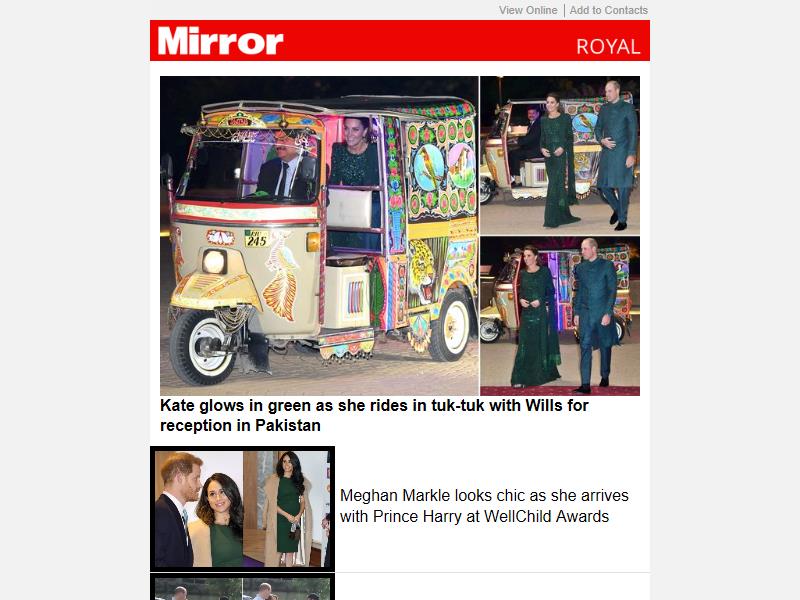 View Online | Add to Contacts
Mirror
ROYAL
245
Kate glows in green as she rides in tuk-tuk with Wills for
reception in Pakistan
Meghan Markle looks chic as she arrives
with Prince Harry at WellChild Awards